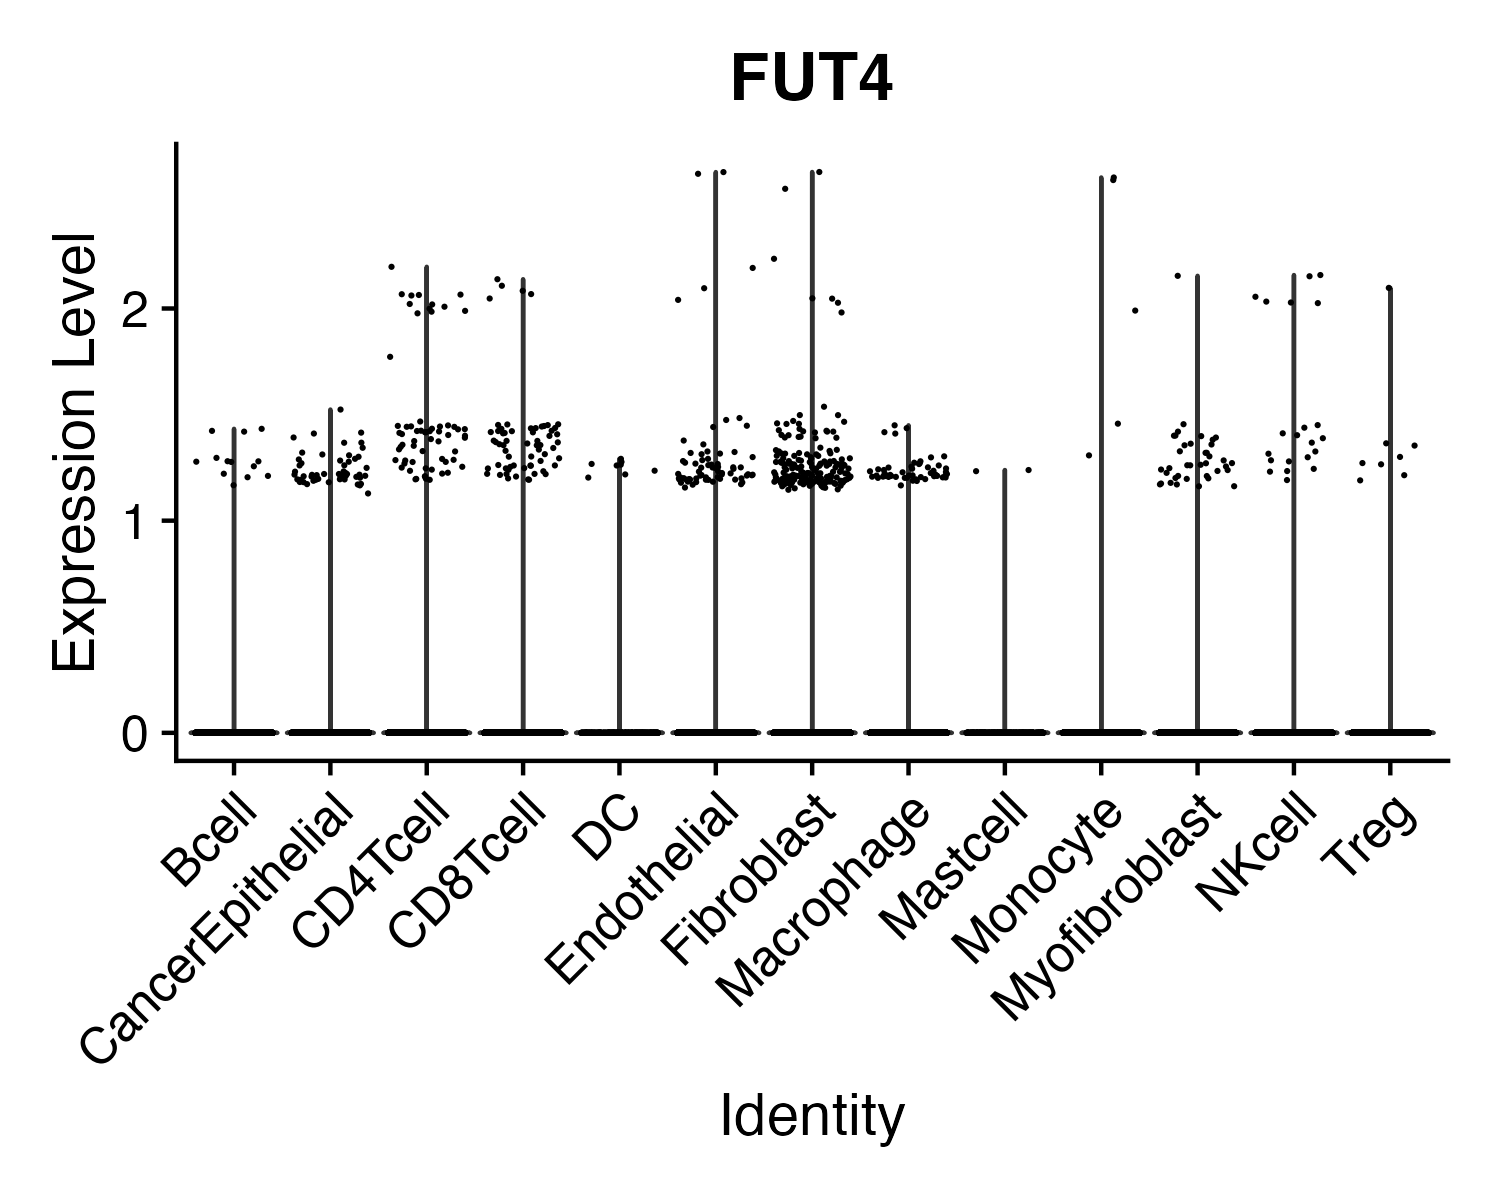 FUT4
Expression Level
2
1
0
Bcell
CancerEpithelial
CD4Tcell
CD8Tcell
DC
Endothelial
Fibroblast
Macrophage
Mastcell
Monocyte
Myofibroblast
NKcell
Treg
Identity